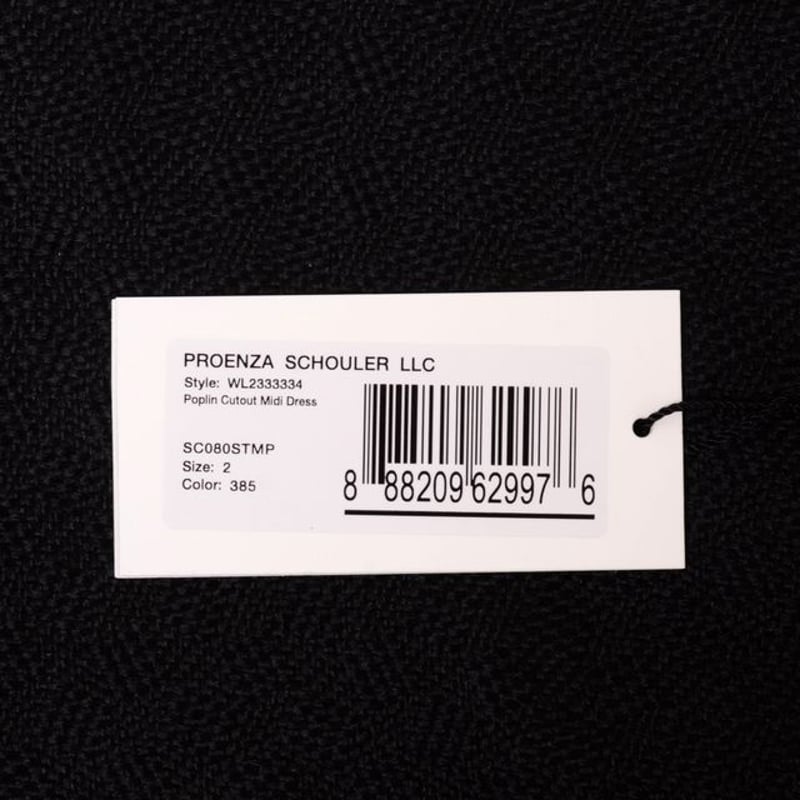 PROENZA SCHOULER LLC
Style: WL2333334
Poplin Cutout Midi Dress
SC080STMP
Size: 2
Color: 385
8 88209 62997 6